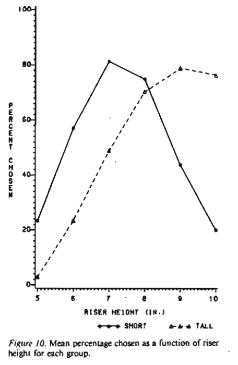 100
80
60
40
20
0
PERCENT CHOSEN
5 6 7 8 9 10
RISER HEIGHT (IN.)
SHORT TALL
Figure 10. Mean percentage chosen as a function of riser
height for each group.